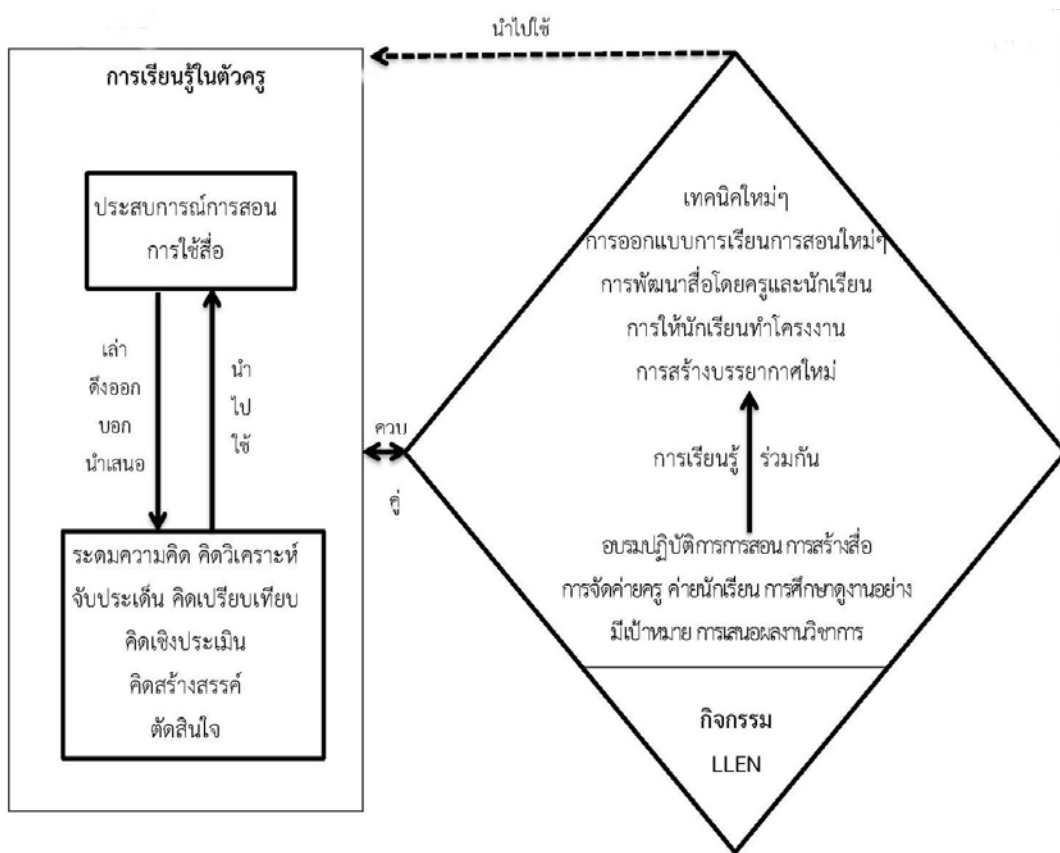 นำไปใช้
การเรียนรู้ในตัวครู
ประสบการณ์การสอน
การใช้สื่อ
เล่า
ดึงออก
บอก
นำเสนอ
นำ
ไป
ใช้
ระดมความคิด คิดวิเคราะห์
จับประเด็น คิดเปรียบเทียบ
คิดเชิงประเมิน
คิดสร้างสรรค์
ตัดสินใจ
ควบ
คู่
เทคนิคใหม่ๆ
การออกแบบการเรียนการสอนใหม่ๆ
การพัฒนาสื่อโดยครูและนักเรียน
การให้นักเรียนทำโครงงาน
การสร้างบรรยากาศใหม่
การเรียนรู้ ร่วมกัน
อบรมปฏิบัติการการสอน การสร้างสื่อ
การจัดค่ายครู ค่ายนักเรียน การศึกษาดูงานอย่าง
มีเป้าหมาย การเสนอผลงานวิชาการ
กิจกรรม
LLEN